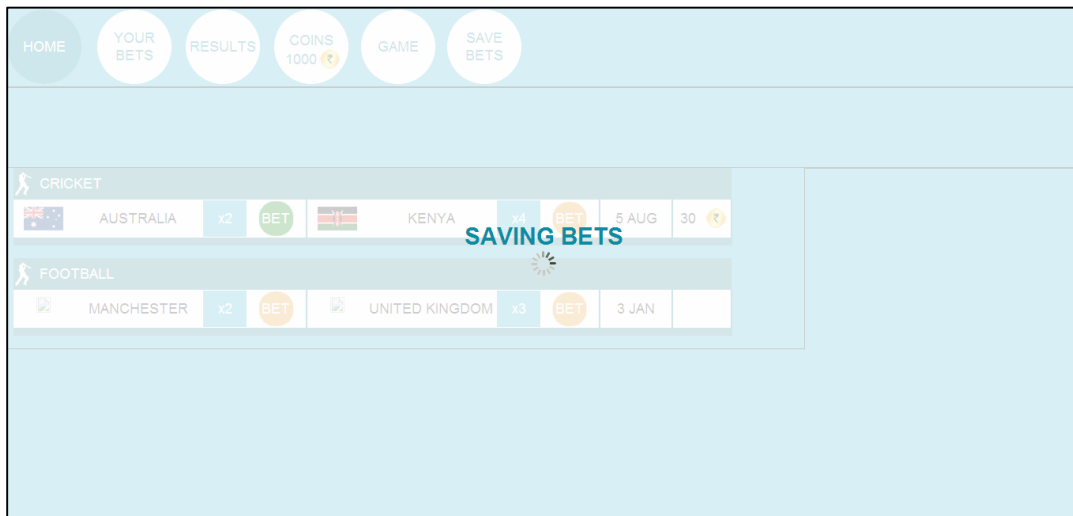 HOME
YOUR
BETS
RESULTS
COINS
1000 ₹
GAME
SAVE
BETS
CRICKET
AUSTRALIA x2 BET KENYA x4 BET 5 AUG 30 ₹
SAVING BETS
FOOTBALL
MANCHESTER x2 BET UNITED KINGDOM x3 BET 3 JAN